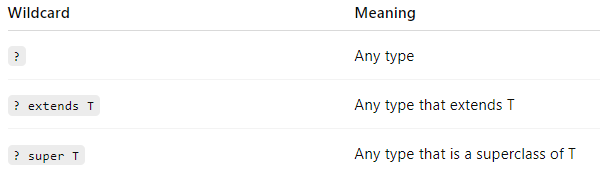 Wildcard Meaning
? Any type
? extends T Any type that extends T
? super T Any type that is a superclass of T